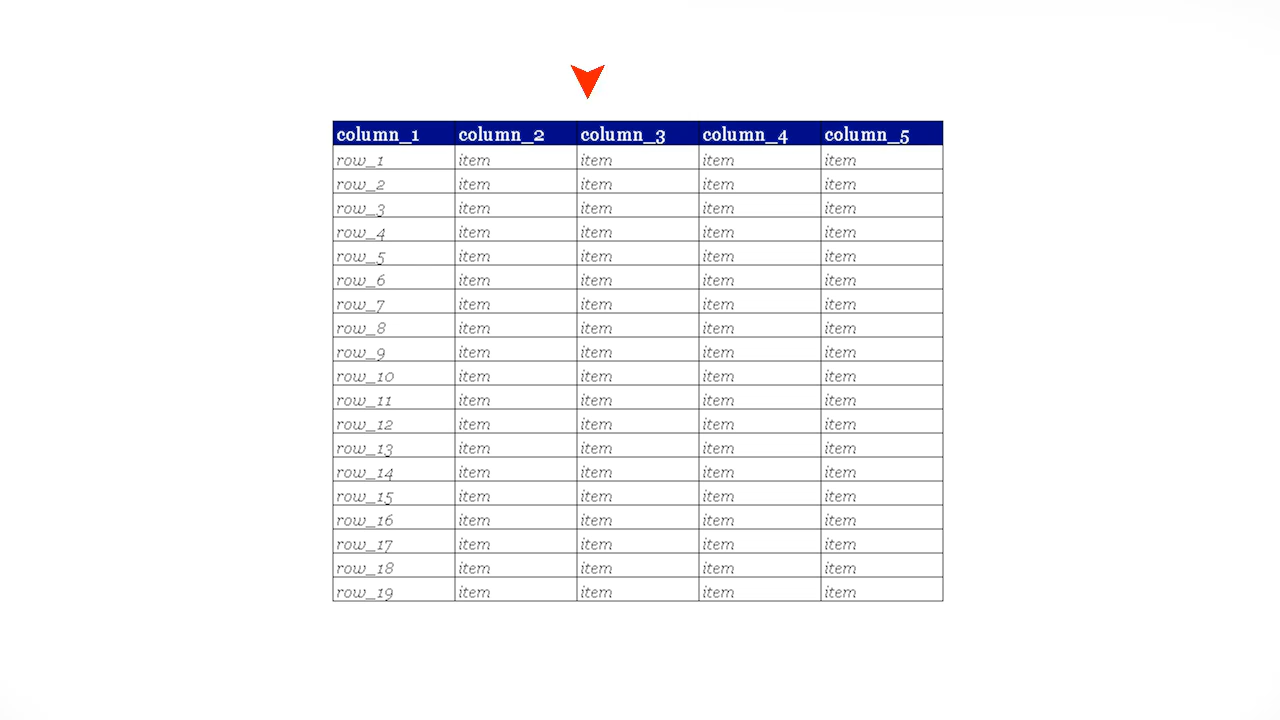 column_1 column_2 column_3 column_4 column_5
row_1 item item item item
row_2 item item item item
row_3 item item item item
row_4 item item item item
row_5 item item item item
row_6 item item item item
row_7 item item item item
row_8 item item item item
row_9 item item item item
row_10 item item item item
row_11 item item item item
row_12 item item item item
row_13 item item item item
row_14 item item item item
row_15 item item item item
row_16 item item item item
row_17 item item item item
row_18 item item item item
row_19 item item item item